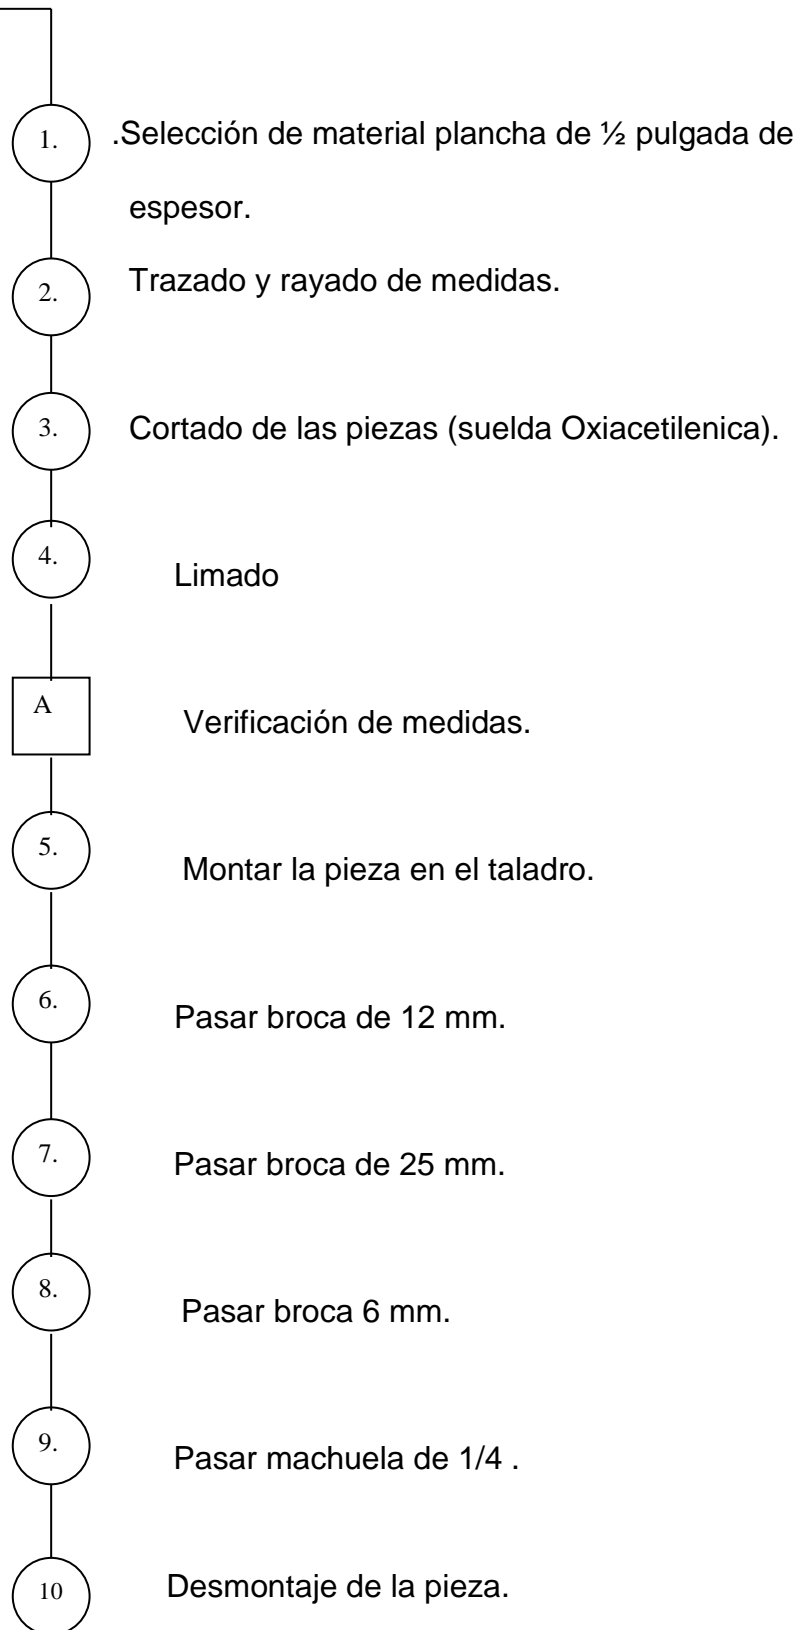 1. .Selección de material plancha de ½ pulgada de
espesor.
2. Trazado y rayado de medidas.
3. Cortado de las piezas (suelda Oxiacetilenica).
4. Limado
A Verificación de medidas.
5. Montar la pieza en el taladro.
6. Pasar broca de 12 mm.
7. Pasar broca de 25 mm.
8. Pasar broca 6 mm.
9. Pasar machuela de 1/4 .
10 Desmontaje de la pieza.